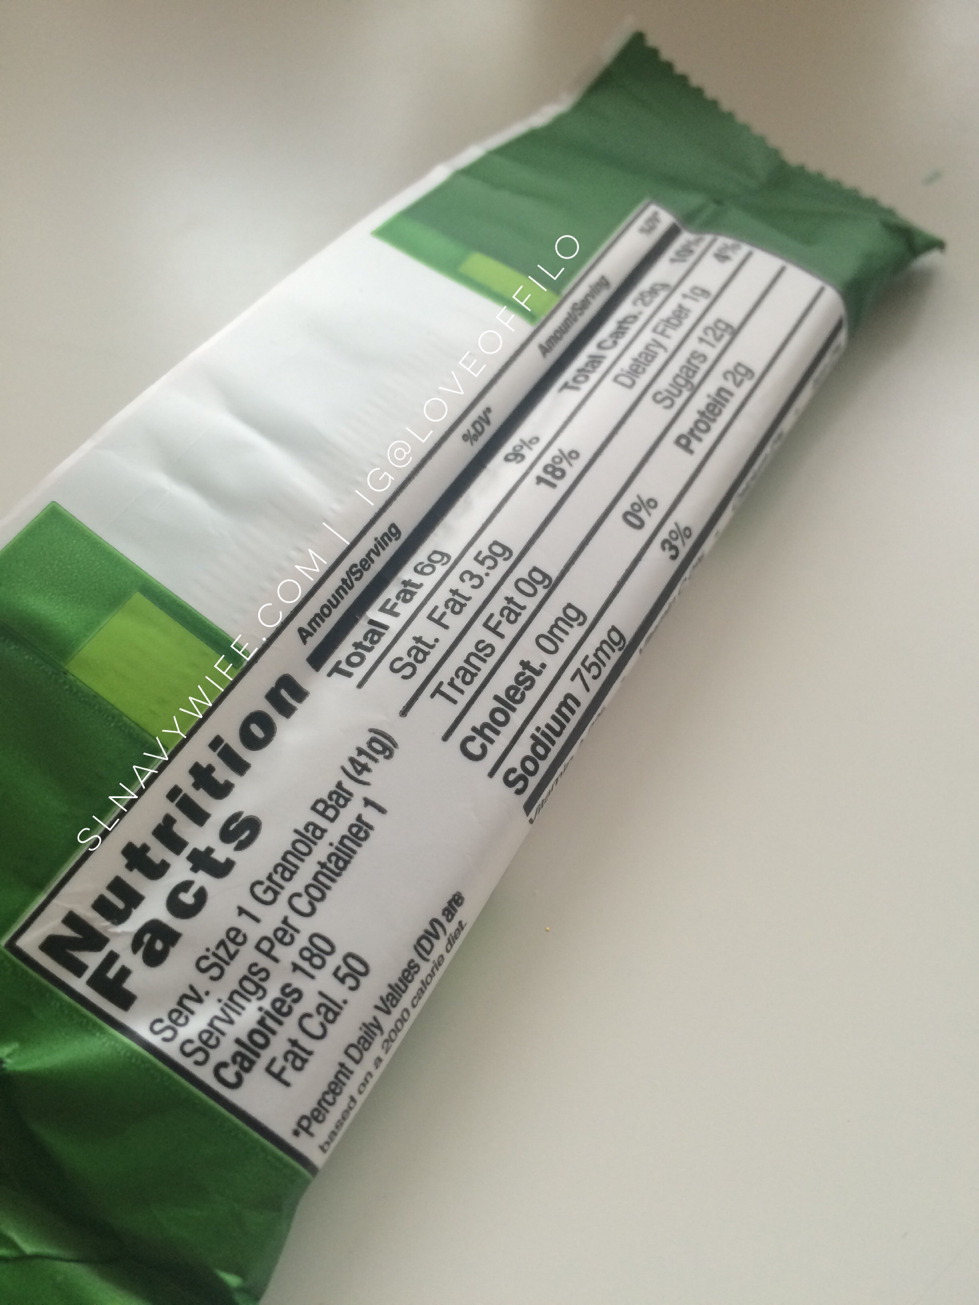 SLNAVYWIFE.COM | IG@LOVEOFFILO
Nutrition
Facts
Serv. Size 1 Granola Bar (41g)
Servings Per Container 1
Calories 180
Fat Cal. 50
*Percent Daily Values (DV) are
based on a 2000 calorie diet.
Amount/Serving %DV*
Total Fat 6g 9%
Sat. Fat 3.5g 18%
Trans Fat 0g
Cholest. 0mg 0%
Sodium 75mg 3%
Amount/Serving %DV*
Total Carb. 29g 10%
Dietary Fiber 1g 4%
Sugars 12g
Protein 2g